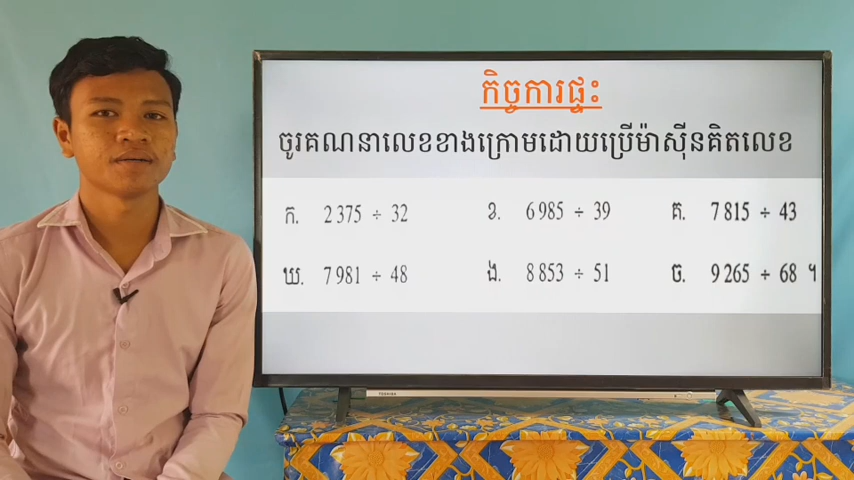 កិច្ចការផ្ទះ
ចូរគណនាលេខខាងក្រោមដោយប្រើម៉ាស៊ីនគិតលេខ
ក. 2 375 ÷ 32 ខ. 6 985 ÷ 39 គ. 7 815 ÷ 43
ឃ. 7 981 ÷ 48 ង. 8 853 ÷ 51 ច. 9 265 ÷ 68 ។
TOSHIBA